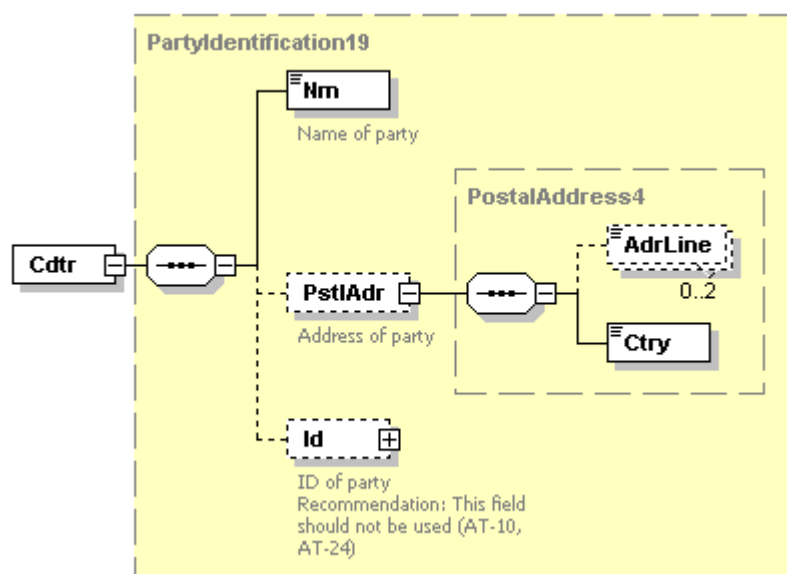 PartyIdentification19
Nm
Name of party
PostalAddress4
AdrLine
0..2
Cdtr
PstlAdr
Address of party
Ctry
Id
ID of party
Recommendation: This field
should not be used (AT-10,
AT-24)